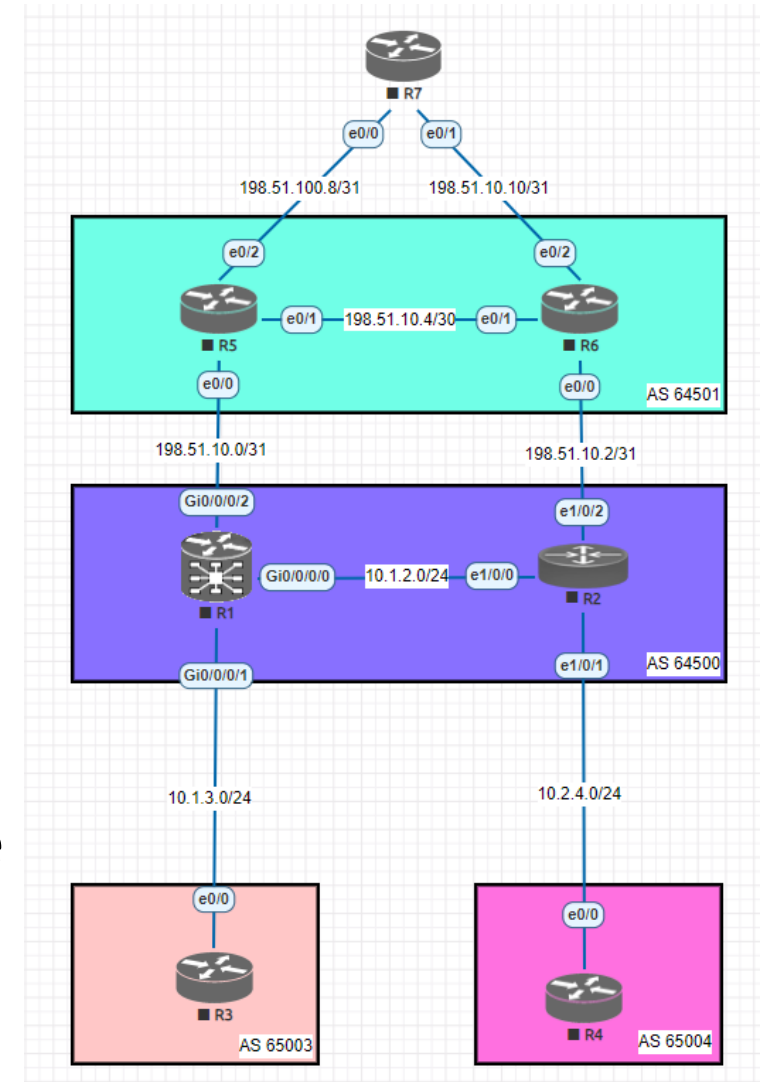 R7
e0/0
e0/1
198.51.100.8/31
198.51.10.10/31
e0/2
e0/2
e0/1
198.51.10.4/30
e0/1
R5
R6
e0/0
e0/0
AS 64501
198.51.10.0/31
198.51.10.2/31
Gi0/0/0/2
e1/0/2
Gi0/0/0/0
10.1.2.0/24
e1/0/0
R1
R2
Gi0/0/0/1
e1/0/1
AS 64500
10.1.3.0/24
10.2.4.0/24
e0/0
e0/0
R3
R4
AS 65003
AS 65004